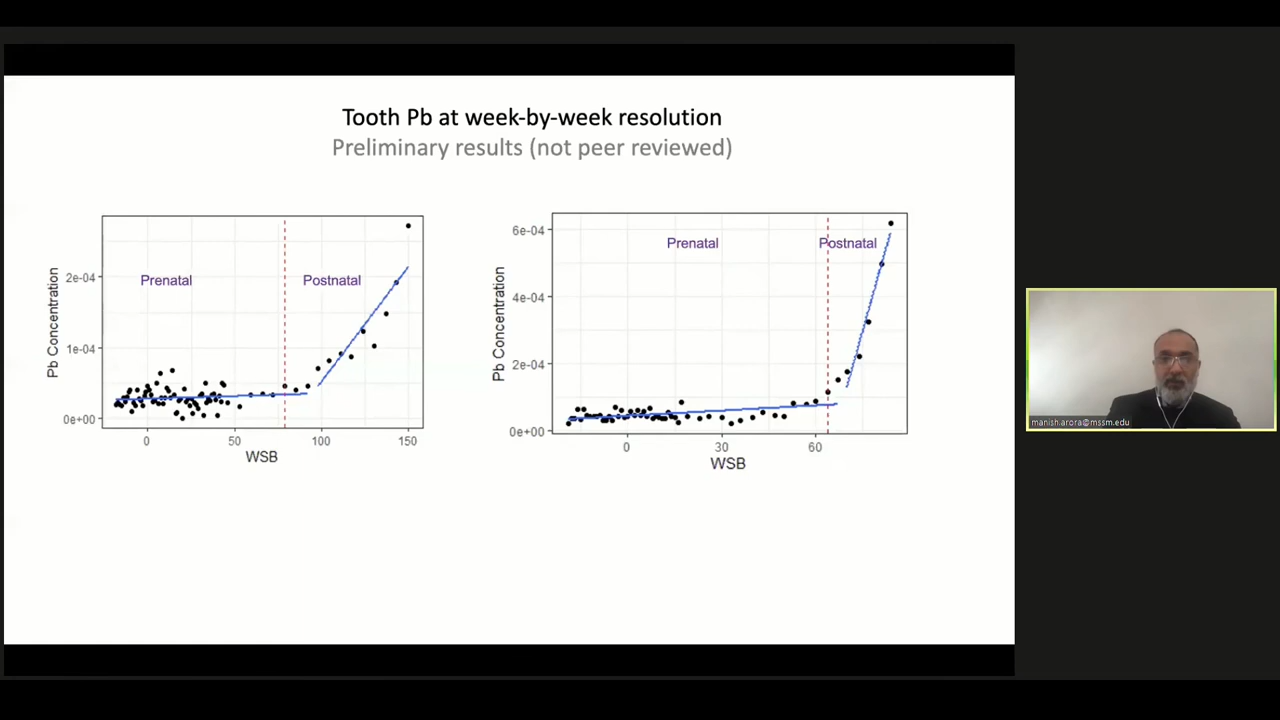 Tooth Pb at week-by-week resolution
Preliminary results (not peer reviewed)
Pb Concentration
2e-04
1e-04
0e+00
Prenatal
Postnatal
0
50
100
150
WSB
Pb Concentration
6e-04
4e-04
2e-04
0e+00
Prenatal
Postnatal
0
30
60
WSB
manish.arora@mssm.edu